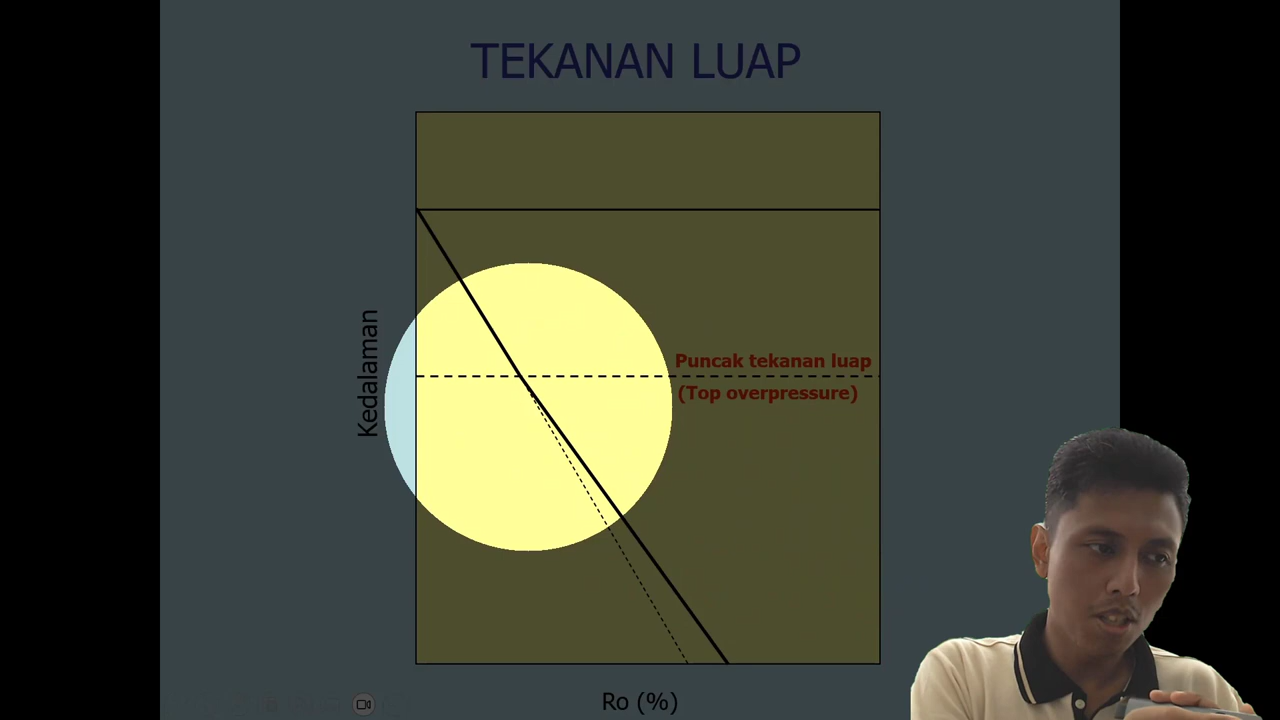 TEKANAN LUAP
Kedalaman
Puncak tekanan luap
(Top overpressure)
Ro (%)